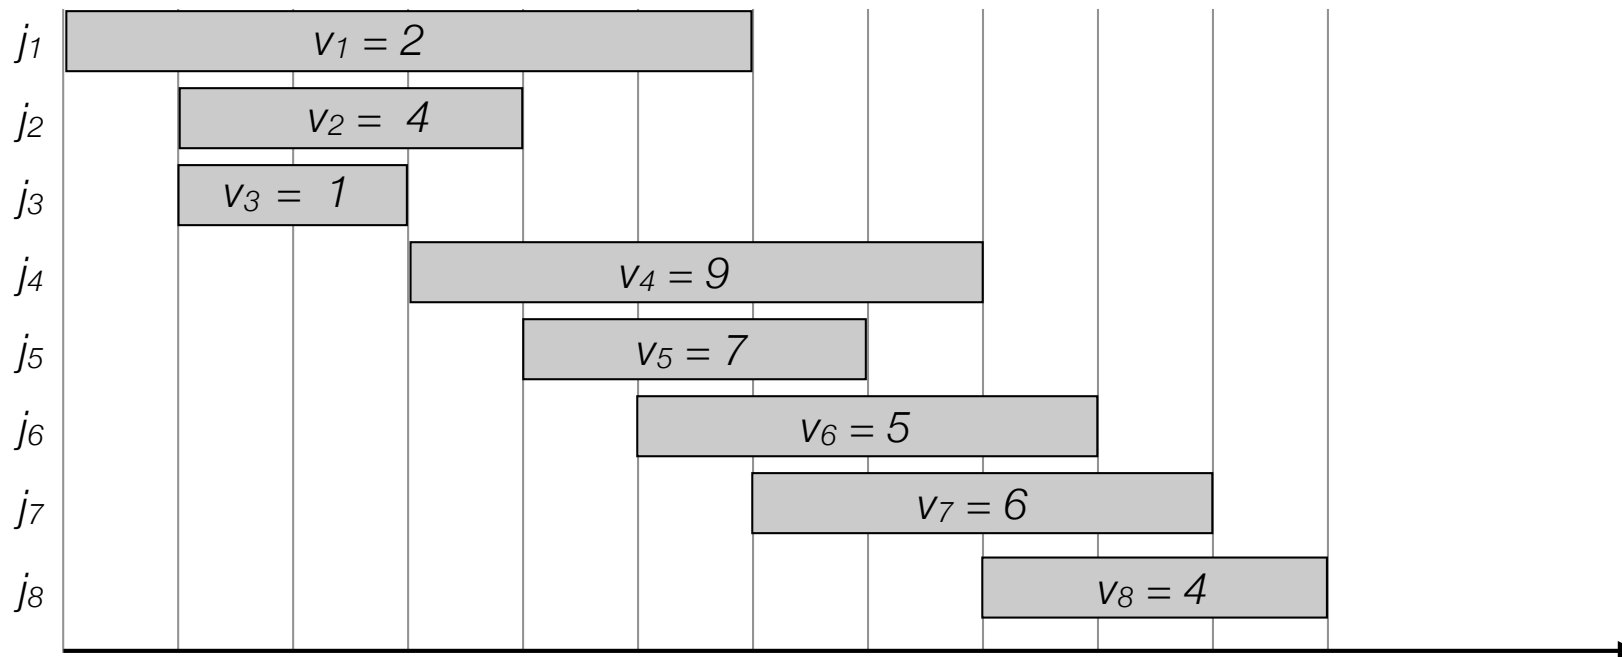 j1 v1 = 2
j2 v2 = 4
j3 v3 = 1
j4 v4 = 9
j5 v5 = 7
j6 v6 = 5
j7 v7 = 6
j8 v8 = 4